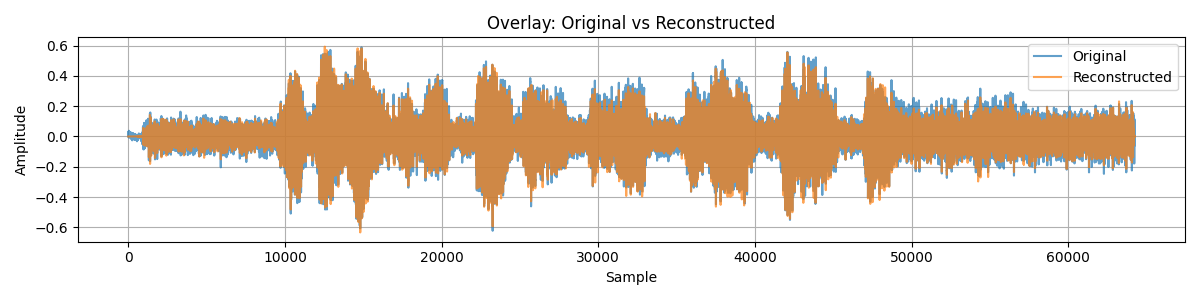 Overlay: Original vs Reconstructed
Original
Reconstructed
Amplitude
0.6
0.4
0.2
0.0
−0.2
−0.4
−0.6
0 10000 20000 30000 40000 50000 60000
Sample